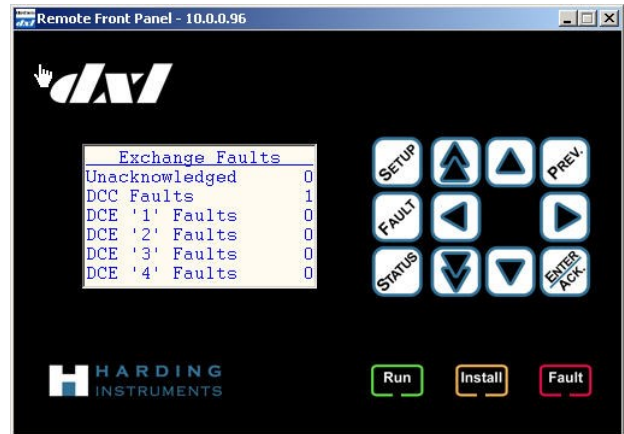 Remote Front Panel - 10.0.0.96
dxl
Exchange Faults
Unacknowledged 0
DCC Faults 1
DCE '1' Faults 0
DCE '2' Faults 0
DCE '3' Faults 0
DCE '4' Faults 0
SETUP
PREV.
FAULT
STATUS
ENTER
ACK.
HARDING
INSTRUMENTS
Run
Install
Fault